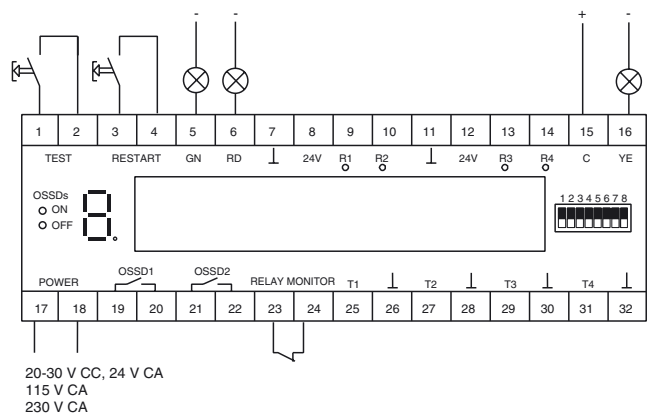 - - + -
1 2 3 4 5 6 7 8 9 10 11 12 13 14 15 16
TEST RESTART GN RD ⊥ 24V R1 R2 ⊥ 24V R3 R4 C YE
OSSDs
ON
OFF
8.
1 2 3 4 5 6 7 8
POWER OSSD1 OSSD2 RELAY MONITOR T1 ⊥ T2 ⊥ T3 ⊥ T4 ⊥
17 18 19 20 21 22 23 24 25 26 27 28 29 30 31 32
20-30 V CC, 24 V CA
115 V CA
230 V CA